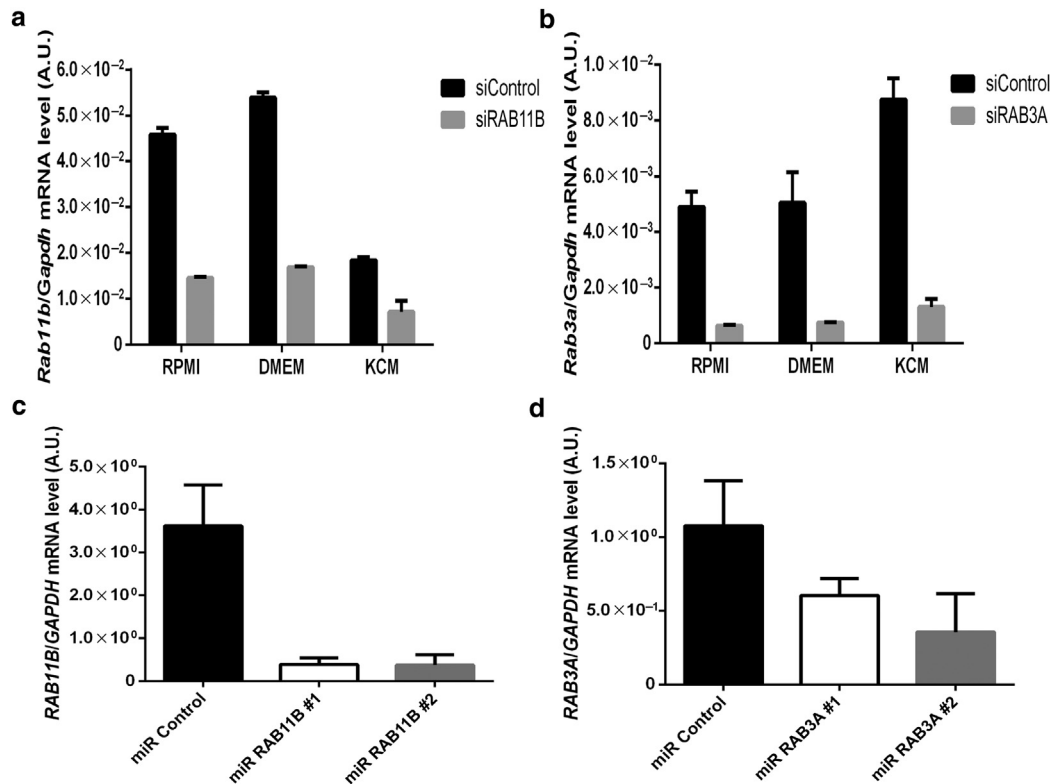 a
Rab11b/Gapdh mRNA level (A.U.)
6.0×10⁻²
5.0×10⁻²
4.0×10⁻²
3.0×10⁻²
2.0×10⁻²
1.0×10⁻²
0
RPMI DMEM KCM
siControl
siRAB11B
b
Rab3a/Gapdh mRNA level (A.U.)
1.0×10⁻²
8.0×10⁻³
6.0×10⁻³
4.0×10⁻³
2.0×10⁻³
0
RPMI DMEM KCM
siControl
siRAB3A
c
RAB11B/GAPDH mRNA level (A.U.)
5.0×10⁰
4.0×10⁰
3.0×10⁰
2.0×10⁰
1.0×10⁰
0
miR Control
miR RAB11B #1
miR RAB11B #2
d
RAB3A/GAPDH mRNA level (A.U.)
1.5×10⁰
1.0×10⁰
5.0×10⁻¹
0
miR Control
miR RAB3A #1
miR RAB3A #2